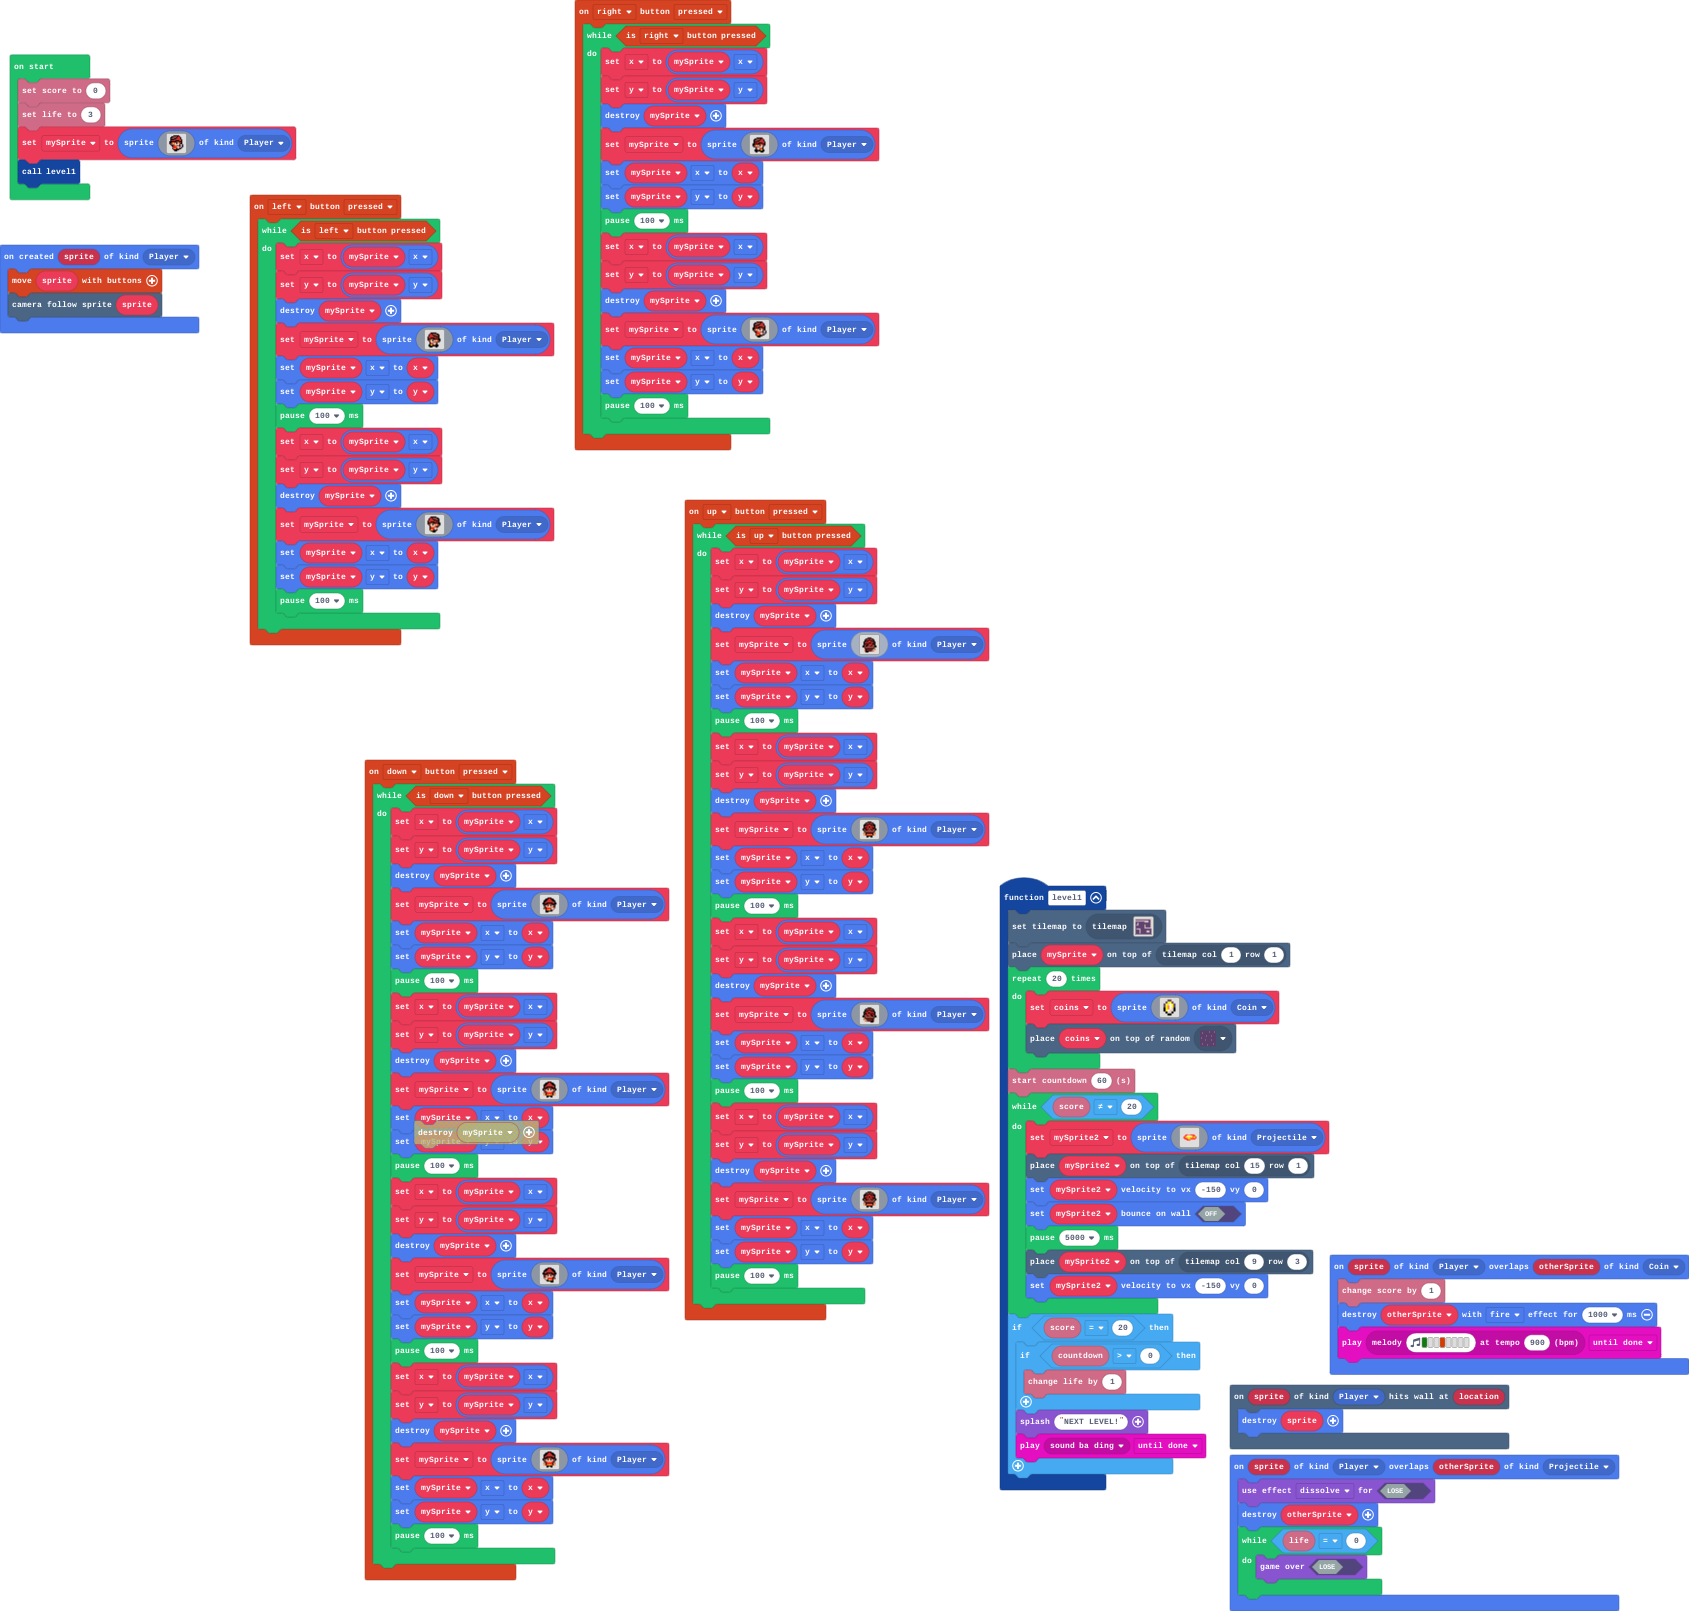 on start
set score to 0
set life to 3
set mySprite to sprite of kind Player
call level1
on created sprite of kind Player
move sprite with buttons
camera follow sprite sprite
on left button pressed
while is left button pressed
do
set x to mySprite x
set y to mySprite y
destroy mySprite
set mySprite to sprite of kind Player
set mySprite x to x
set mySprite y to y
pause 100 ms
set x to mySprite x
set y to mySprite y
destroy mySprite
set mySprite to sprite of kind Player
set mySprite x to x
set mySprite y to y
pause 100 ms
on right button pressed
while is right button pressed
do
set x to mySprite x
set y to mySprite y
destroy mySprite
set mySprite to sprite of kind Player
set mySprite x to x
set mySprite y to y
pause 100 ms
set x to mySprite x
set y to mySprite y
destroy mySprite
set mySprite to sprite of kind Player
set mySprite x to x
set mySprite y to y
pause 100 ms
on up button pressed
while is up button pressed
do
set x to mySprite x
set y to mySprite y
destroy mySprite
set mySprite to sprite of kind Player
set mySprite x to x
set mySprite y to y
pause 100 ms
set x to mySprite x
set y to mySprite y
destroy mySprite
set mySprite to sprite of kind Player
set mySprite x to x
set mySprite y to y
pause 100 ms
set x to mySprite x
set y to mySprite y
destroy mySprite
set mySprite to sprite of kind Player
set mySprite x to x
set mySprite y to y
pause 100 ms
set x to mySprite x
set y to mySprite y
destroy mySprite
set mySprite to sprite of kind Player
set mySprite x to x
set mySprite y to y
pause 100 ms
on down button pressed
while is down button pressed
do
set x to mySprite x
set y to mySprite y
destroy mySprite
set mySprite to sprite of kind Player
set mySprite x to x
set mySprite y to y
pause 100 ms
set x to mySprite x
set y to mySprite y
destroy mySprite
set mySprite to sprite of kind Player
set mySprite x to x
destroy mySprite
set mySprite y
pause 100 ms
set x to mySprite x
set y to mySprite y
destroy mySprite
set mySprite to sprite of kind Player
set mySprite x to x
set mySprite y to y
pause 100 ms
set x to mySprite x
set y to mySprite y
destroy mySprite
set mySprite to sprite of kind Player
set mySprite x to x
set mySprite y to y
pause 100 ms
function level1
set tilemap to tilemap
place mySprite on top of tilemap col 1 row 1
repeat 20 times
do
set coins to sprite of kind Coin
place coins on top of random
start countdown 60 (s)
while score ≠ 20
do
set mySprite2 to sprite of kind Projectile
place mySprite2 on top of tilemap col 15 row 1
set mySprite2 velocity to vx -150 vy 0
set mySprite2 bounce on wall OFF
pause 5000 ms
place mySprite2 on top of tilemap col 9 row 3
set mySprite2 velocity to vx -150 vy 0
if score = 20 then
if countdown > 0 then
change life by 1
splash "NEXT LEVEL!"
play sound ba ding until done
on sprite of kind Player overlaps otherSprite of kind Coin
change score by 1
destroy otherSprite with fire effect for 1000 ms
play melody at tempo 900 (bpm) until done
on sprite of kind Player hits wall at location
destroy sprite
on sprite of kind Player overlaps otherSprite of kind Projectile
use effect dissolve for LOSE
destroy otherSprite
while life = 0
do
game over LOSE